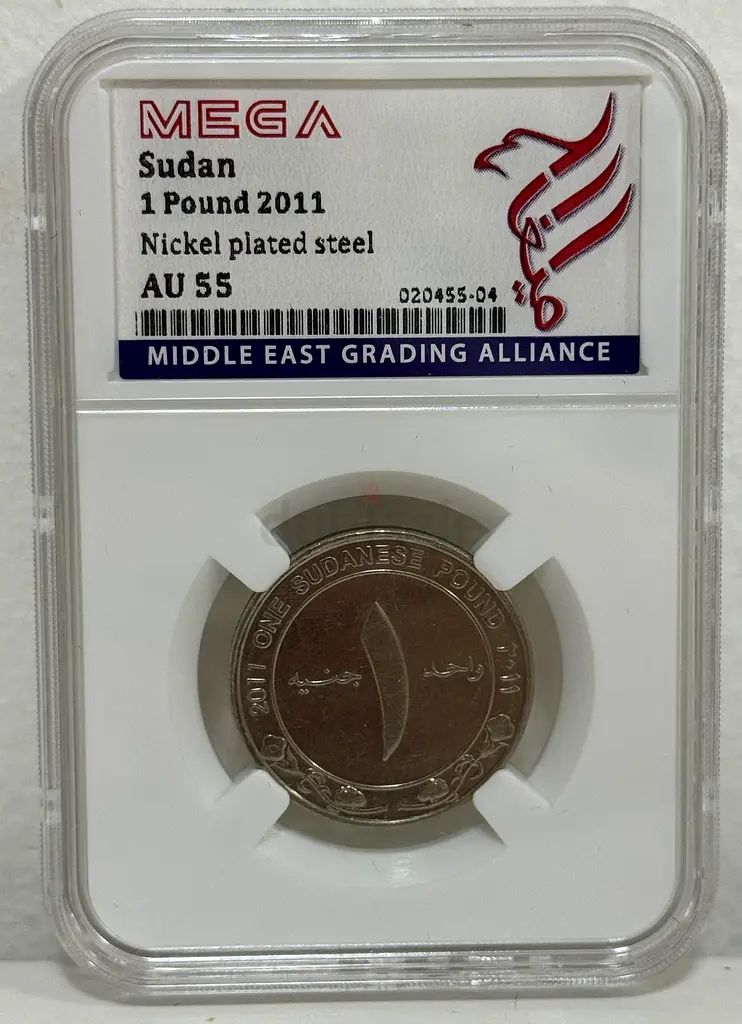 MEGA
Sudan
1 Pound 2011
Nickel plated steel
AU 55
020455-04
MIDDLE EAST GRADING ALLIANCE
2011 ONE SUDANESE POUND ٢٠١١
واحد جنيه
١